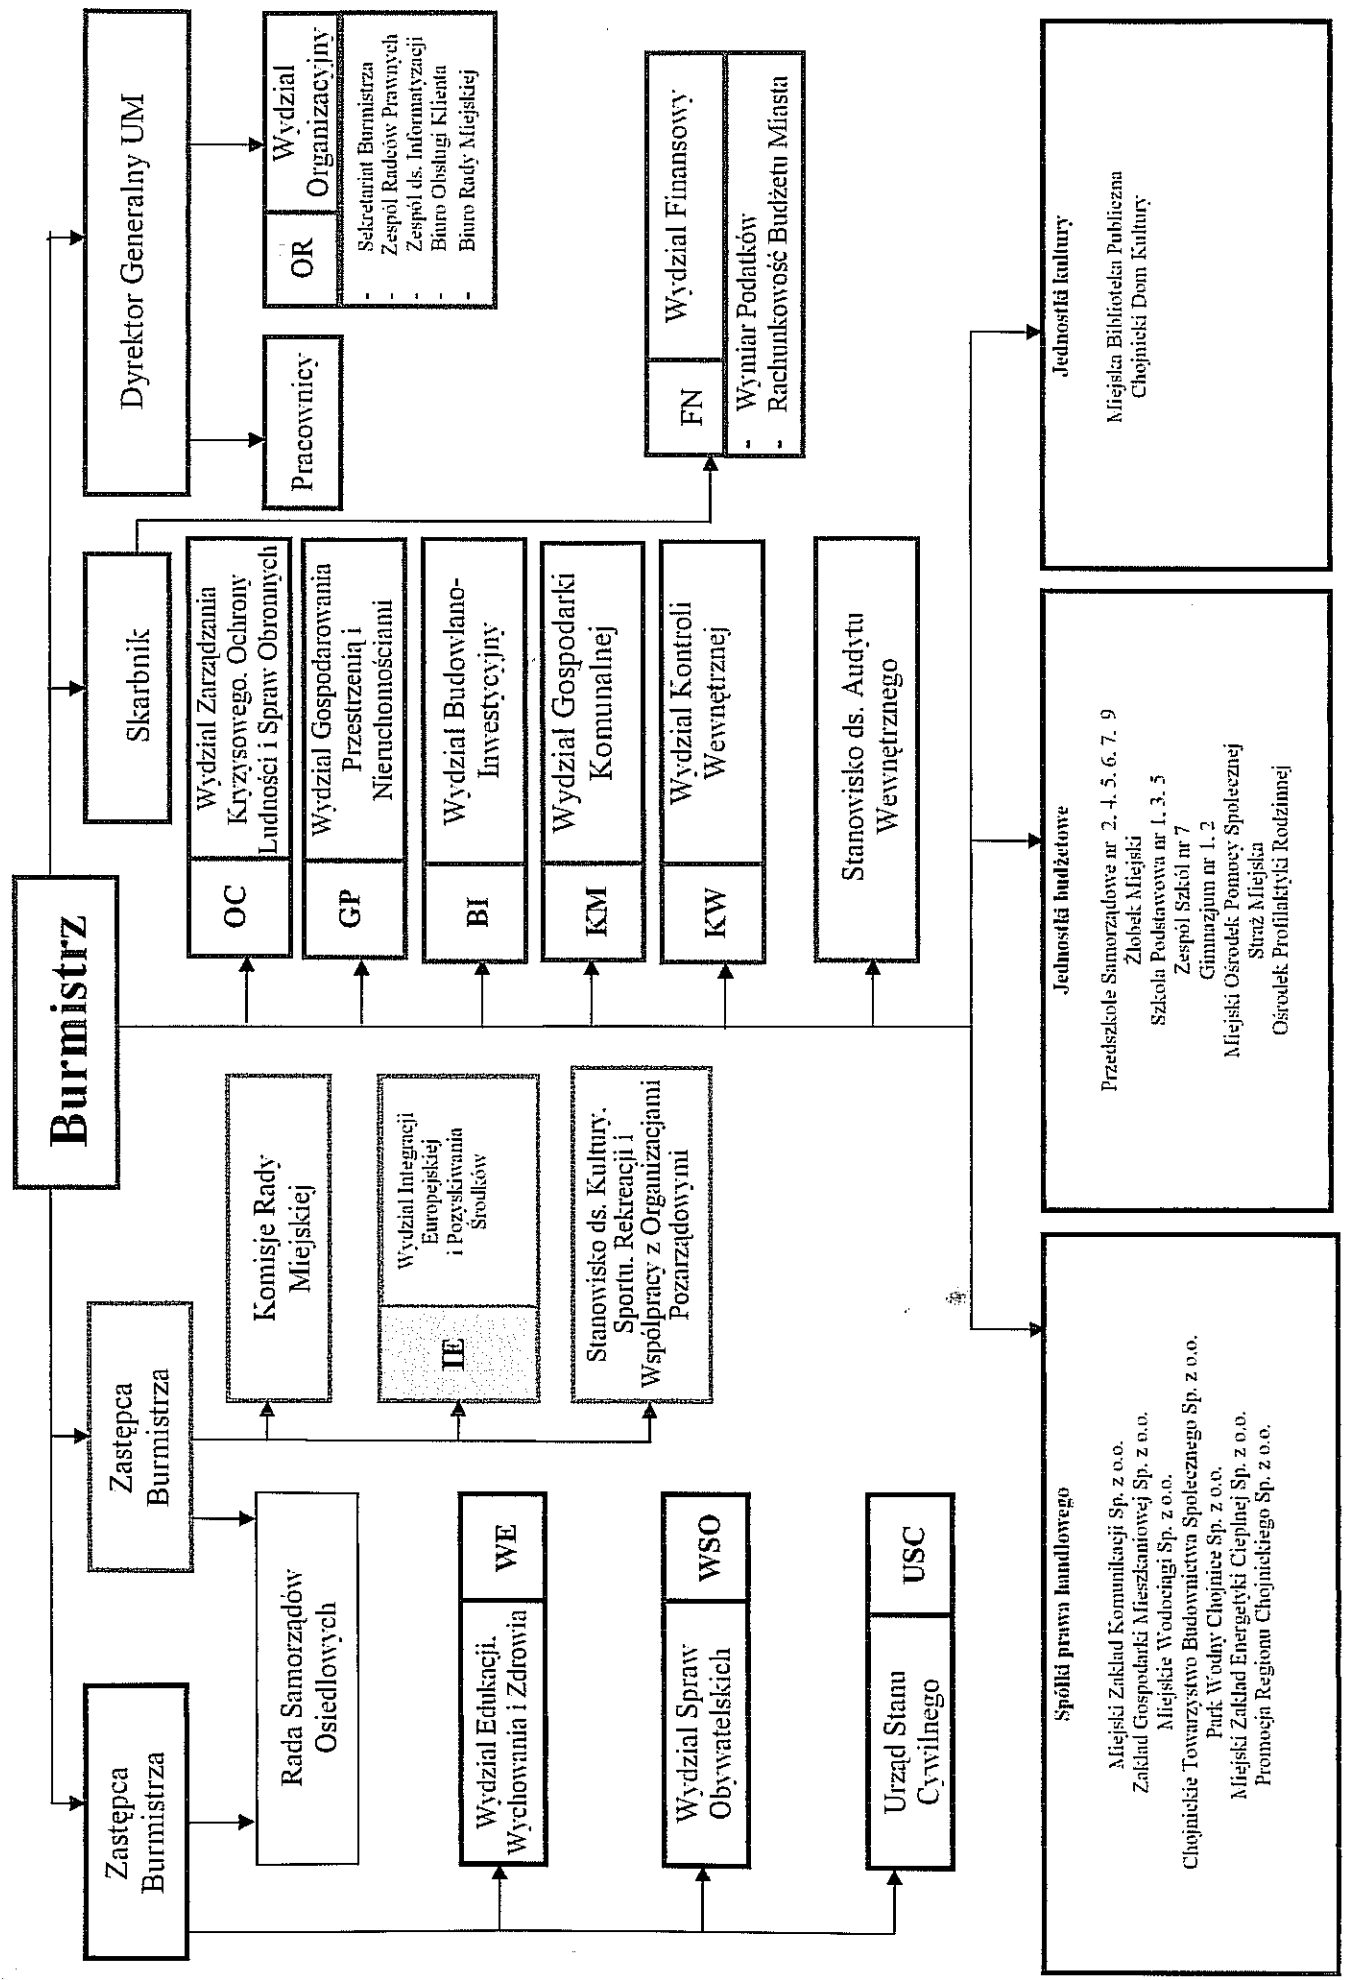 Burmistrz
Zastępca
Burmistrza
Zastępca
Burmistrza
Skarbnik
Dyrektor Generalny UM
Rada Samorządów
Osiedlowych
WE
Wydział Edukacji.
Wychowania i Zdrowia
WSO
Wydział Spraw
Obywatelskich
USC
Urząd Stanu
Cywilnego
Komisje Rady
Miejskiej
IE
Wydział Integracji
Europejskiej
i Pozyskiwania
Środków
Stanowisko ds. Kultury.
Sportu. Rekreacji i
Współpracy z Organizacjami
Pozarządowymi
OC
Wydział Zarządzania
Kryzysowego. Ochrony
Ludności i Spraw Obronnych
GP
Wydział Gospodarowania
Przestrzenią i
Nieruchomościami
BI
Wydział Budowlano-
Inwestycyjny
KM
Wydział Gospodarki
Komunalnej
KW
Wydział Kontroli
Wewnętrznej
Stanowisko ds. Audytu
Wewnętrznego
Pracownicy
OR
Wydział
Organizacyjny
- Sekretariat Burmistrza
- Zespół Radców Prawnych
- Zespół ds. Informatyzacji
- Biuro Obsługi Klienta
- Biuro Rady Miejskiej
FN
Wydział Finansowy
- Wymiar Podatków
- Rachunkowość Budżetu Miasta
Spółki prawa handlowego
Miejski Zakład Komunikacji Sp. z o.o.
Zakład Gospodarki Mieszkaniowej Sp. z o.o.
Miejskie Wodociągi Sp. z o.o.
Chojnickie Towarzystwo Budownictwa Społecznego Sp. z o.o.
Park Wodny Chojnice Sp. z o.o.
Miejski Zakład Energetyki Cieplnej Sp. z o.o.
Promocja Regionu Chojnickiego Sp. z o.o.
Jednostki budżetowe
Przedszkole Samorządowe nr 2. 4. 5. 6. 7. 9
Żłobek Miejski
Szkoła Podstawowa nr 1. 3. 5
Zespół Szkół nr 7
Gimnazjum nr 1. 2
Miejski Ośrodek Pomocy Społecznej
Straż Miejska
Ośrodek Profilaktyki Rodzinnej
Jednostki kultury
Miejska Biblioteka Publiczna
Chojnicki Dom Kultury